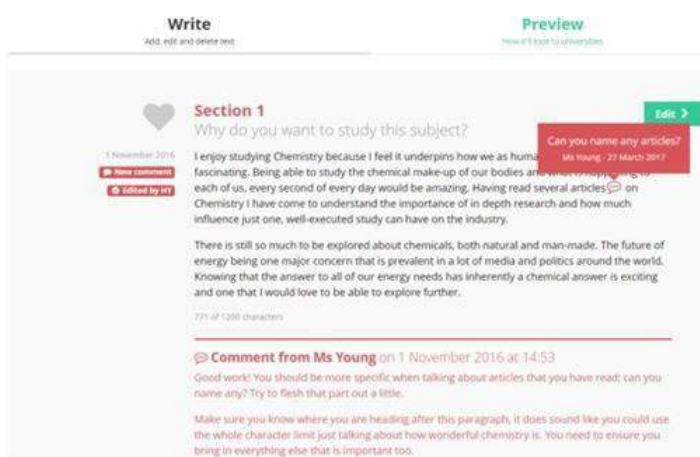 Write
Add, edit and delete text
Preview
How it'll look to universities
Section 1
Why do you want to study this subject?
Edit
Can you name any articles?
Ms Young - 27 March 2017
1 November 2016
New comment
Edited by HY
I enjoy studying Chemistry because I feel it underpins how we as
fascinating. Being able to study the chemical make-up of our bodies and
each of us, every second of every day would be amazing. Having read several articles on
Chemistry I have come to understand the importance of in depth research and how much
influence just one, well-executed study can have on the industry.
There is still so much to be explored about chemicals, both natural and man-made. The future of
energy being one major concern that is prevalent in a lot of media and politics around the world.
Knowing that the answer to all of our energy needs has inherently a chemical answer is exciting
and one that I would love to be able to explore further.
771 of 1200 characters
Comment from Ms Young on 1 November 2016 at 14:53
Good work! You should be more specific when talking about articles that you have read; can you
name any? Try to flesh that part out a little.
Make sure you know where you are heading after this paragraph, it does sound like you could use
the whole character limit just talking about how wonderful chemistry is. You need to ensure you
bring in everything else that is important too.